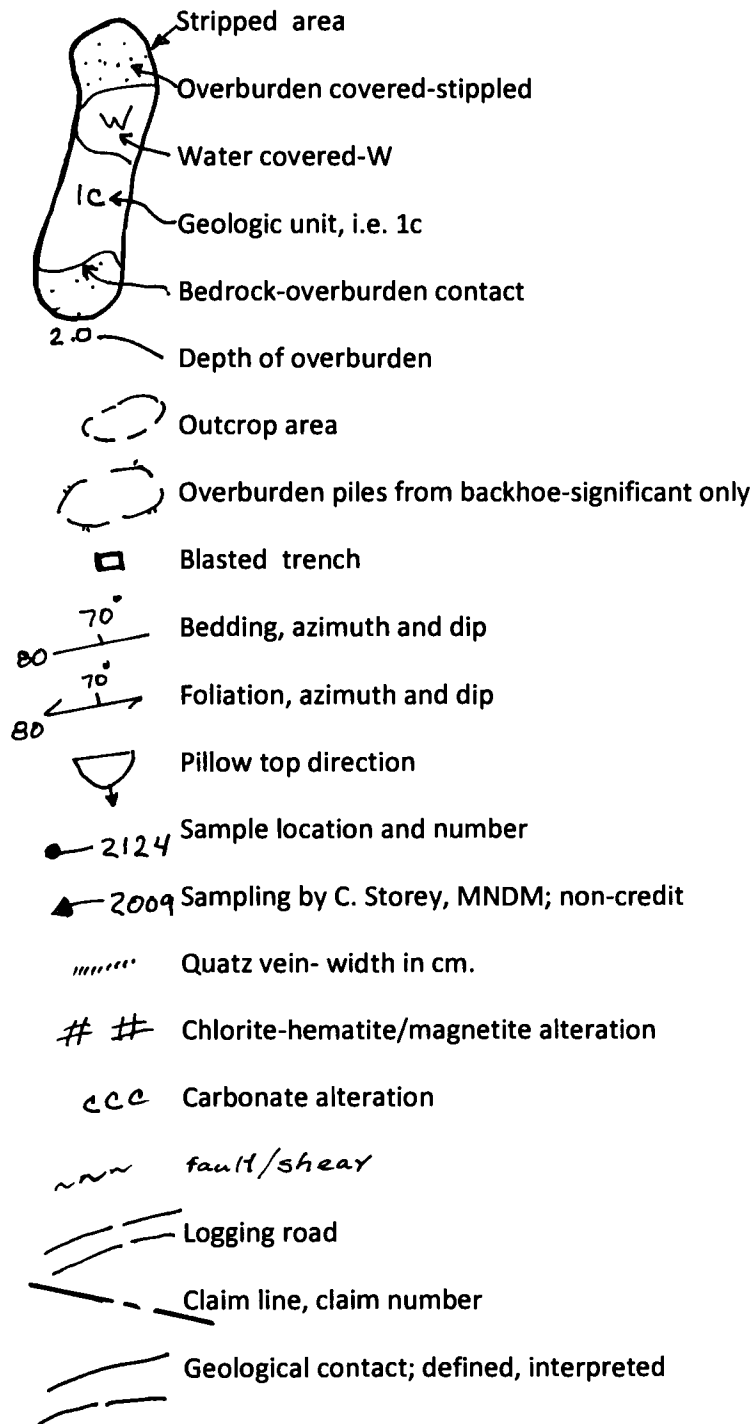 Stripped area
Overburden covered-stippled
W
Water covered-W
1c
Geologic unit, i.e. 1c
Bedrock-overburden contact
2.0
Depth of overburden
Outcrop area
Overburden piles from backhoe-significant only
Blasted trench
70°
80
Bedding, azimuth and dip
70°
80
Foliation, azimuth and dip
Pillow top direction
2124 Sample location and number
2009 Sampling by C. Storey, MNDM; non-credit
Quatz vein- width in cm.
# # Chlorite-hematite/magnetite alteration
ccc Carbonate alteration
~~~ fault/shear
Logging road
Claim line, claim number
Geological contact; defined, interpreted